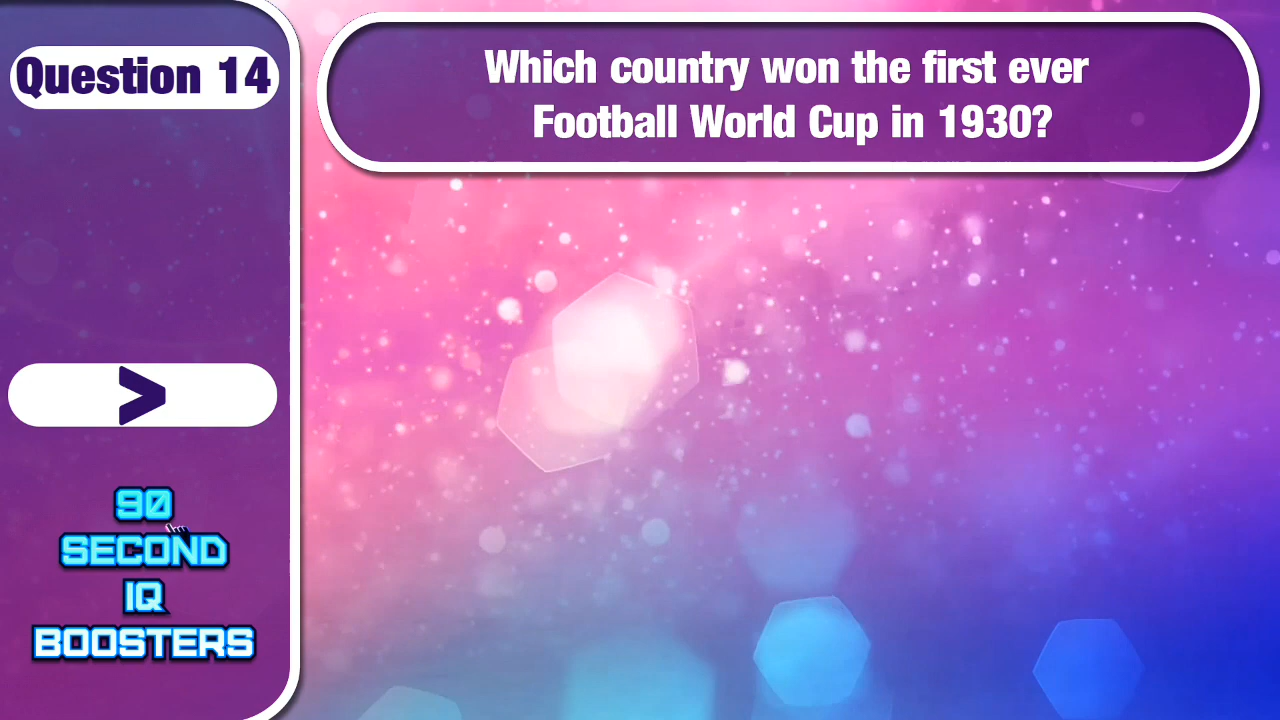 Question 14
Which country won the first ever
Football World Cup in 1930?
>
90
SECOND
IQ
BOOSTERS